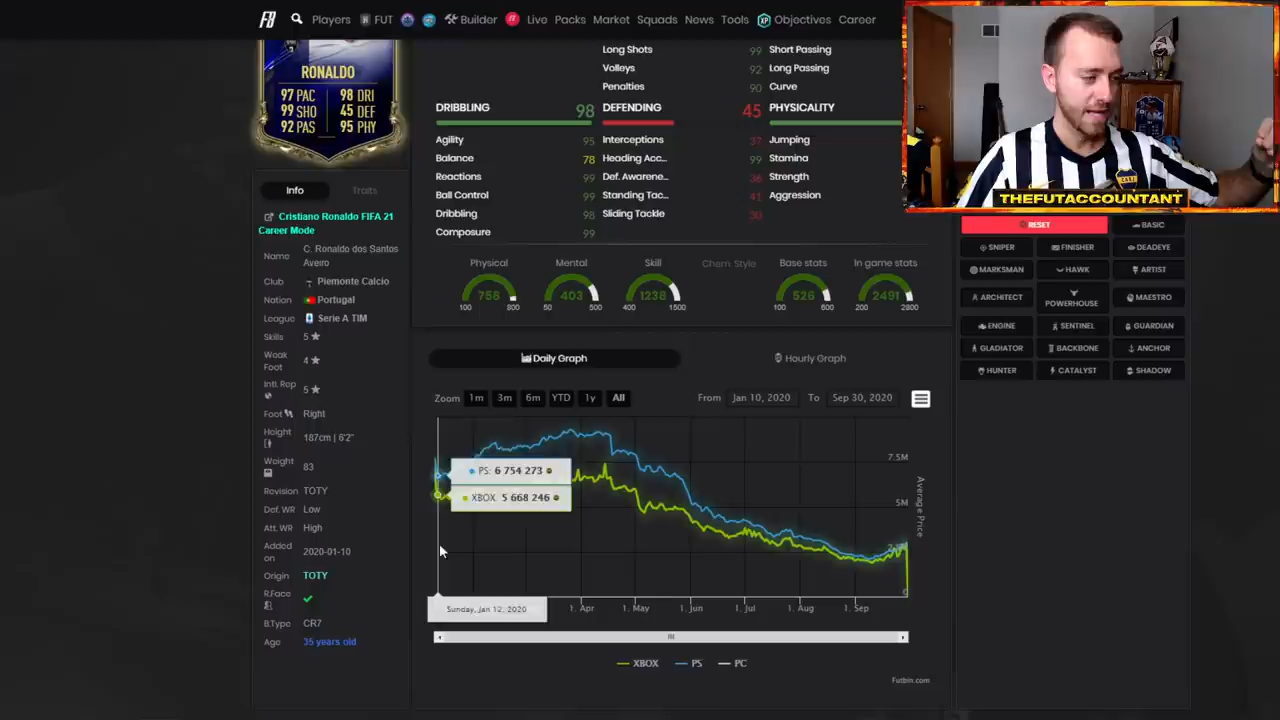 Players FUT Builder Live Packs Market Squads News Tools XP Objectives Career
RONALDO
97 PAC 98 DRI
99 SHO 45 DEF
92 PAS 95 PHY
Long Shots 99 Short Passing
Volleys 92 Long Passing
Penalties 90 Curve
DRIBBLING 98 DEFENDING 45 PHYSICALITY
Agility 95 Interceptions 37 Jumping
Balance 78 Heading Acc... 99 Stamina
Reactions 99 Def. Awarene... 36 Strength
Ball Control 99 Standing Tac... 41 Aggression
Dribbling 98 Sliding Tackle 30
Composure 99
THEFUTACCOUNTANT
Info Traits
RESET BASIC
SNIPER FINISHER DEADEYE
MARKSMAN HAWK ARTIST
ARCHITECT POWERHOUSE MAESTRO
ENGINE SENTINEL GUARDIAN
GLADIATOR BACKBONE ANCHOR
HUNTER CATALYST SHADOW
Cristiano Ronaldo FIFA 21
Career Mode
Name C. Ronaldo dos Santos
Aveiro
Club Piemonte Calcio
Nation Portugal
League Serie A TIM
Skills 5
Weak
Foot 4
Intl. Rep 5
Foot Right
Height 187cm | 6'2"
Weight 83
Revision TOTY
Def. WR Low
Att. WR High
Added
on 2020-01-10
Origin TOTY
R.Face
B.Type CR7
Age 35 years old
Physical Mental Skill Chem. Style Base stats In game stats
758 403 1238 526 2491
100 800 50 500 400 1500 100 600 200 2800
Daily Graph Hourly Graph
Zoom 1m 3m 6m YTD 1y All From Jan 10, 2020 To Sep 30, 2020
PS: 6 754 273
XBOX: 5 668 246
7.5M
5M
0
Average Price
Sunday, Jan 12, 2020
1. Apr 1. May 1. Jun 1. Jul 1. Aug 1. Sep
XBOX PS PC
Futbin.com